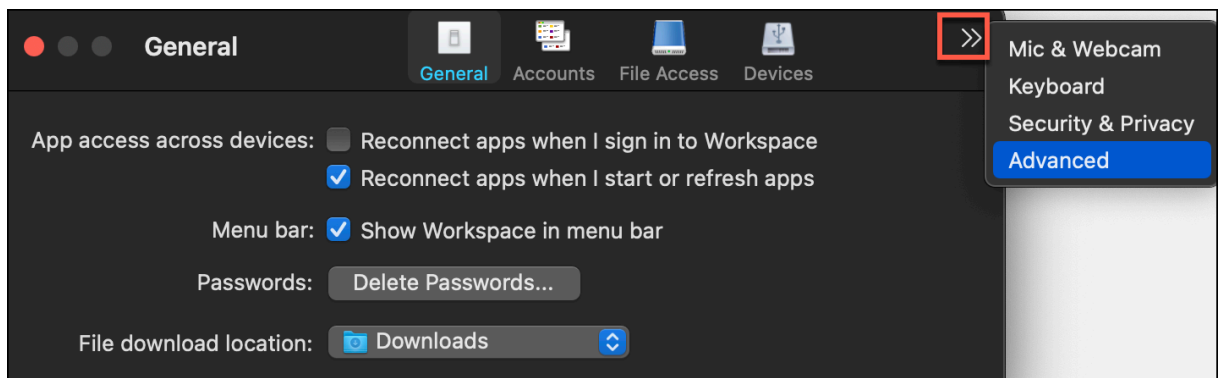 General
General Accounts File Access Devices
Mic & Webcam
Keyboard
Security & Privacy
Advanced
App access across devices: Reconnect apps when I sign in to Workspace
Reconnect apps when I start or refresh apps
Menu bar: Show Workspace in menu bar
Passwords: Delete Passwords...
File download location: Downloads